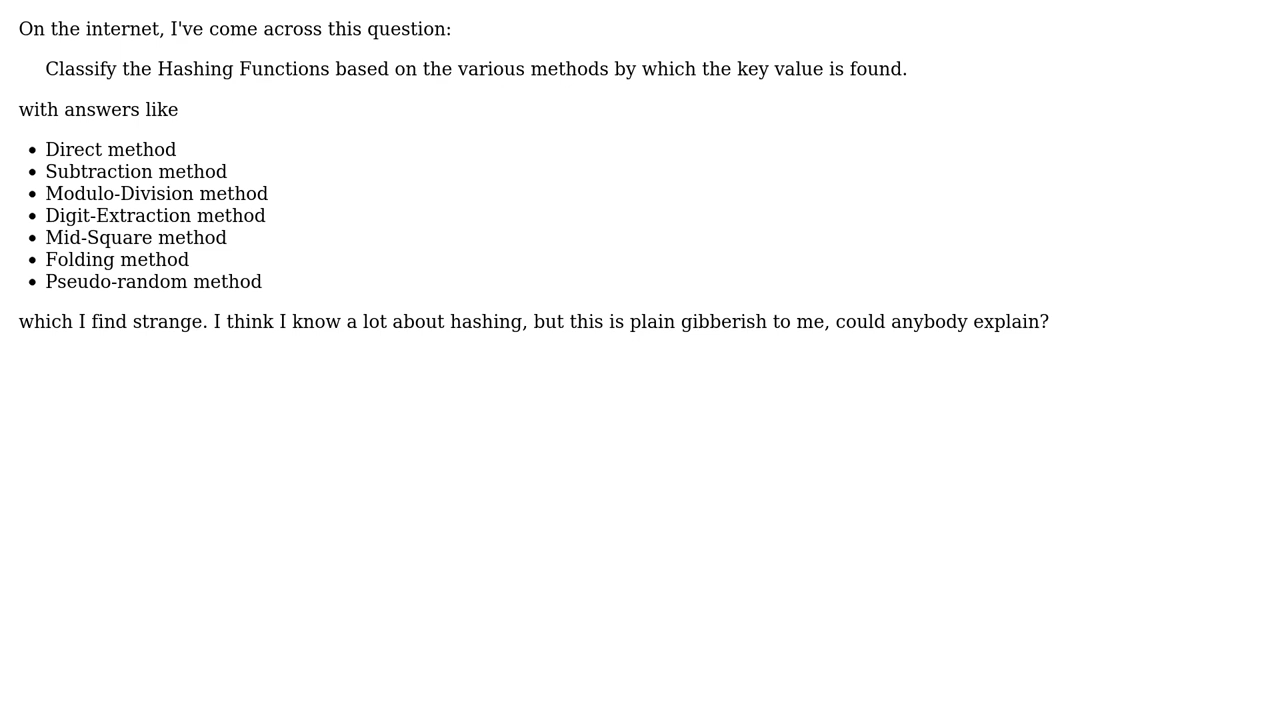 On the internet, I've come across this question:
Classify the Hashing Functions based on the various methods by which the key value is found.
with answers like
• Direct method
• Subtraction method
• Modulo-Division method
• Digit-Extraction method
• Mid-Square method
• Folding method
• Pseudo-random method
which I find strange. I think I know a lot about hashing, but this is plain gibberish to me, could anybody explain?